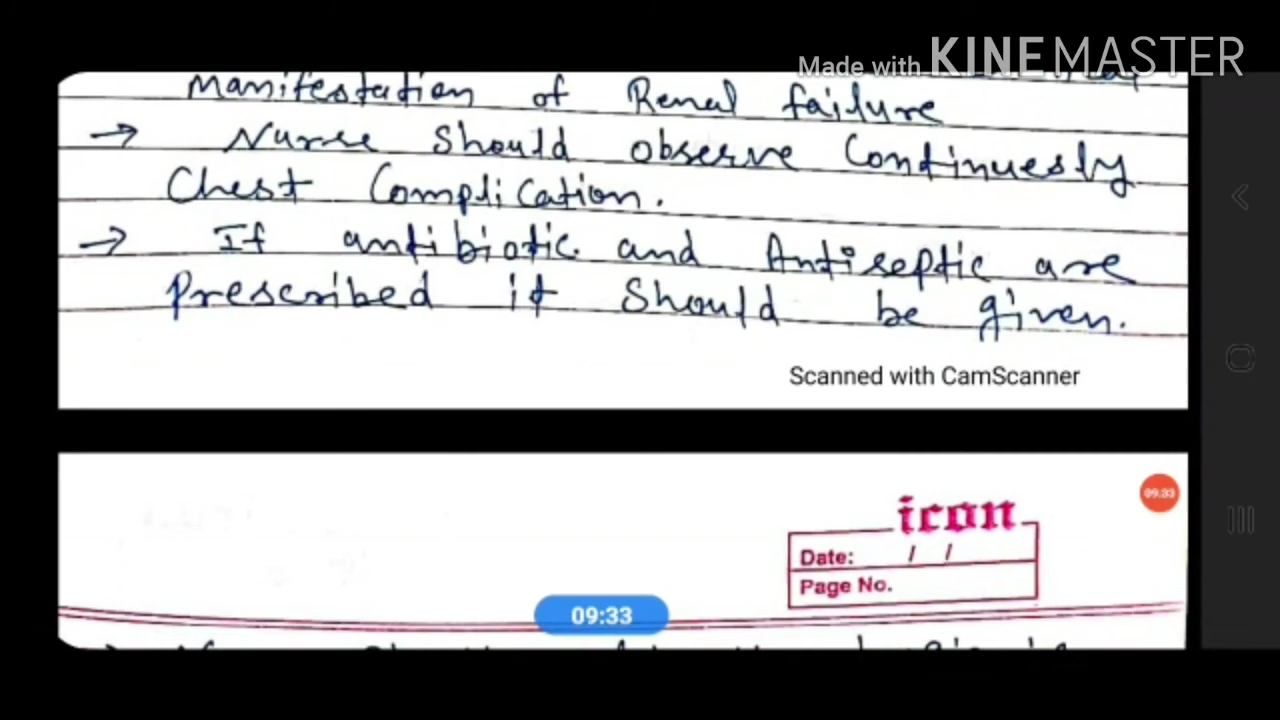 Made with KINEMASTER
Manifestation of Renal failure
→ Nurse should observe Continuesly
Chest Complication.
→ If antibiotic and Antiseptic are
Prescribed it should be given.
Scanned with CamScanner
icon
09:33
Date: / /
Page No.
09:33